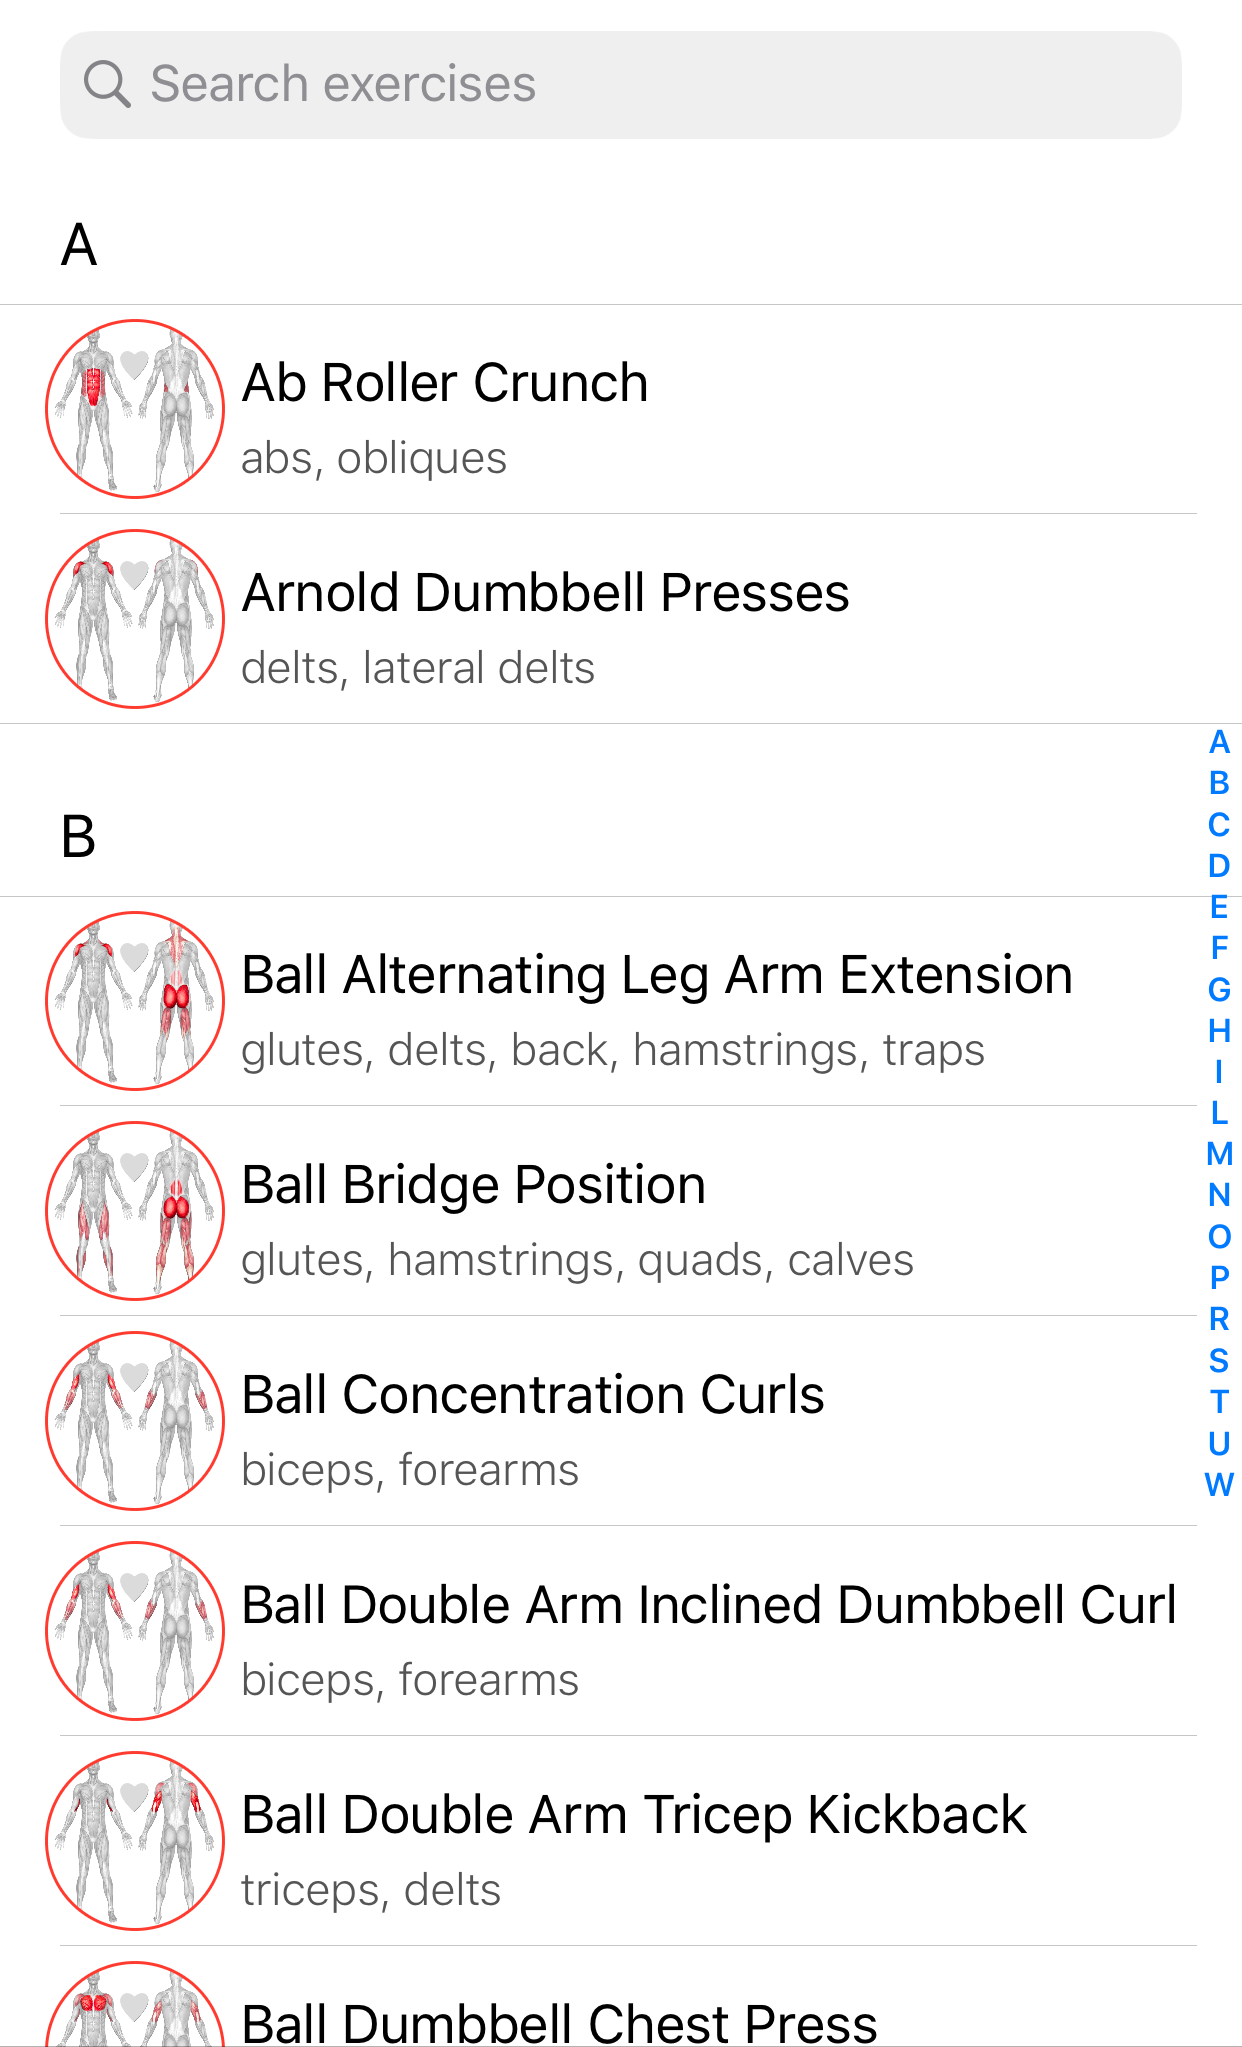 Search exercises
A
Ab Roller Crunch
abs, obliques
Arnold Dumbbell Presses
delts, lateral delts
B
Ball Alternating Leg Arm Extension
glutes, delts, back, hamstrings, traps
Ball Bridge Position
glutes, hamstrings, quads, calves
Ball Concentration Curls
biceps, forearms
Ball Double Arm Inclined Dumbbell Curl
biceps, forearms
Ball Double Arm Tricep Kickback
triceps, delts
Ball Dumbbell Chest Press
A
B
C
D
E
F
G
H
I
L
M
N
O
P
R
S
T
U
W